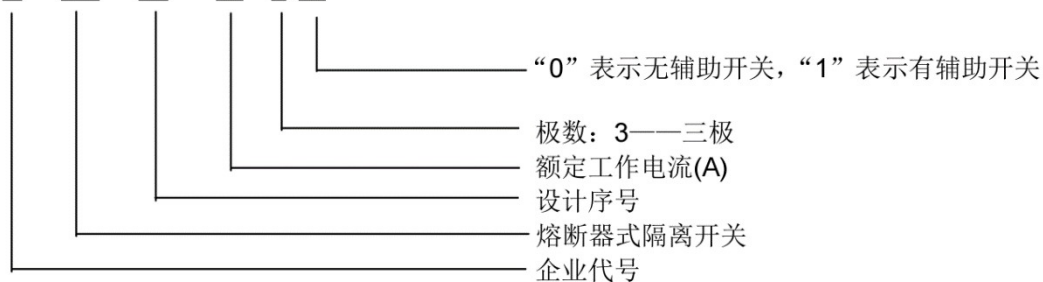 “0”表示无辅助开关，“1”表示有辅助开关
极数：3——三极
额定工作电流(A)
设计序号
熔断器式隔离开关
企业代号